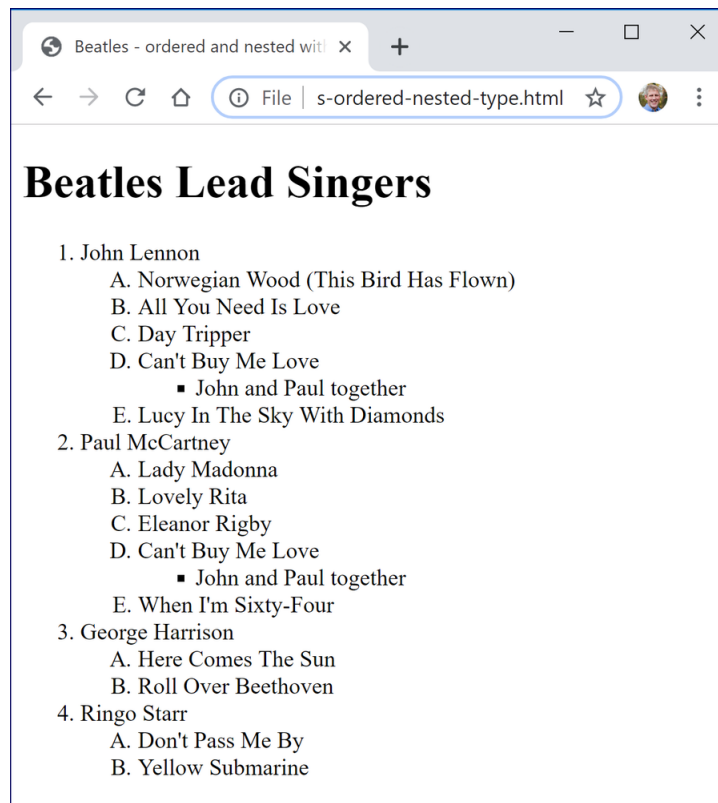 Beatles - ordered and nested wit
File s-ordered-nested-type.html
Beatles Lead Singers
1. John Lennon
A. Norwegian Wood (This Bird Has Flown)
B. All You Need Is Love
C. Day Tripper
D. Can't Buy Me Love
▪ John and Paul together
E. Lucy In The Sky With Diamonds
2. Paul McCartney
A. Lady Madonna
B. Lovely Rita
C. Eleanor Rigby
D. Can't Buy Me Love
▪ John and Paul together
E. When I'm Sixty-Four
3. George Harrison
A. Here Comes The Sun
B. Roll Over Beethoven
4. Ringo Starr
A. Don't Pass Me By
B. Yellow Submarine